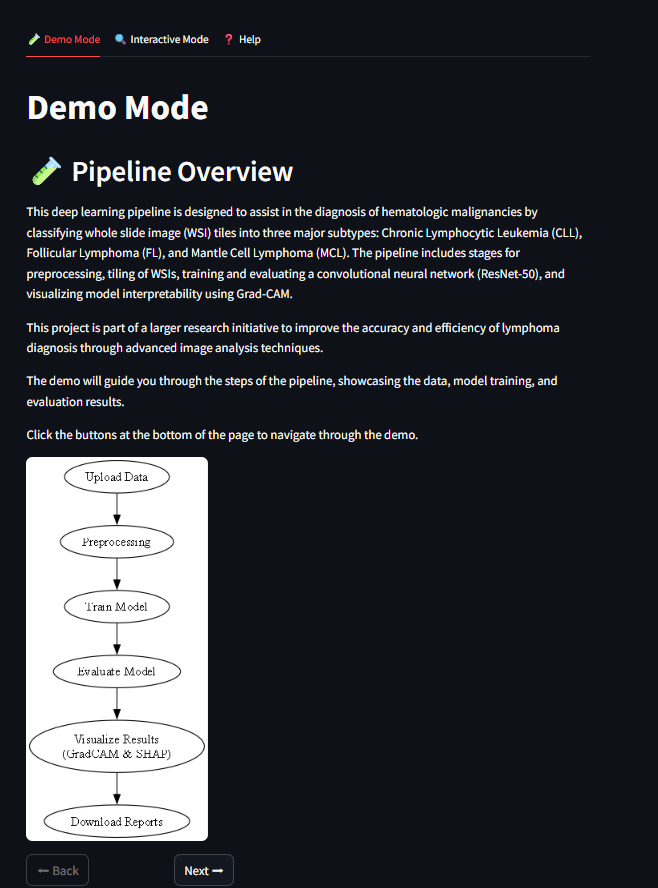 Demo Mode Interactive Mode Help
Demo Mode
Pipeline Overview
This deep learning pipeline is designed to assist in the diagnosis of hematologic malignancies by
classifying whole slide image (WSI) tiles into three major subtypes: Chronic Lymphocytic Leukemia (CLL),
Follicular Lymphoma (FL), and Mantle Cell Lymphoma (MCL). The pipeline includes stages for
preprocessing, tiling of WSIs, training and evaluating a convolutional neural network (ResNet-50), and
visualizing model interpretability using Grad-CAM.
This project is part of a larger research initiative to improve the accuracy and efficiency of lymphoma
diagnosis through advanced image analysis techniques.
The demo will guide you through the steps of the pipeline, showcasing the data, model training, and
evaluation results.
Click the buttons at the bottom of the page to navigate through the demo.
Upload Data
Preprocessing
Train Model
Evaluate Model
Visualize Results
(GradCAM & SHAP)
Download Reports
← Back Next →